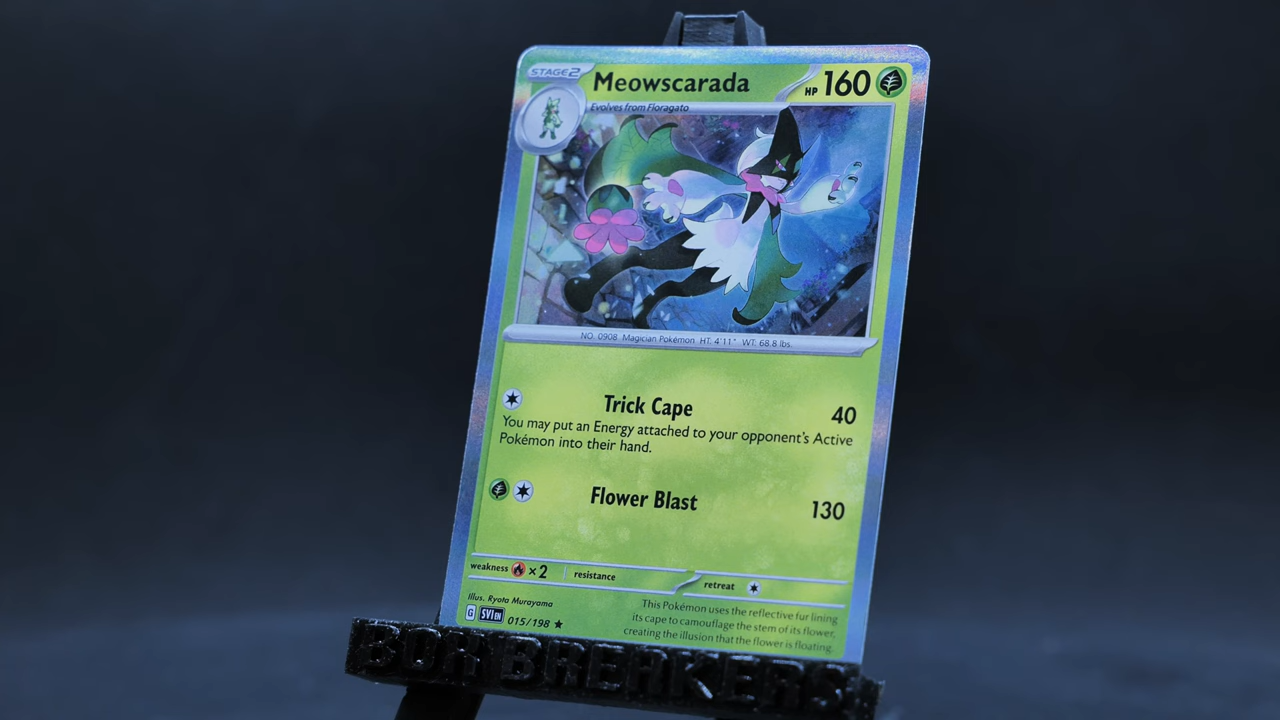 STAGE2
Meowscarada
HP 160
Evolves from Floragato
NO. 0908 Magician Pokémon HT: 4'11" WT: 68.8 lbs.
Trick Cape 40
You may put an Energy attached to your opponent's Active
Pokémon into their hand.
Flower Blast 130
weakness ×2 resistance retreat
Illus. Ryota Murayama
G SVI EN 015/198
This Pokémon uses the reflective fur lining
its cape to camouflage the stem of its flower,
creating the illusion that the flower is floating.
BOX BREAKERS